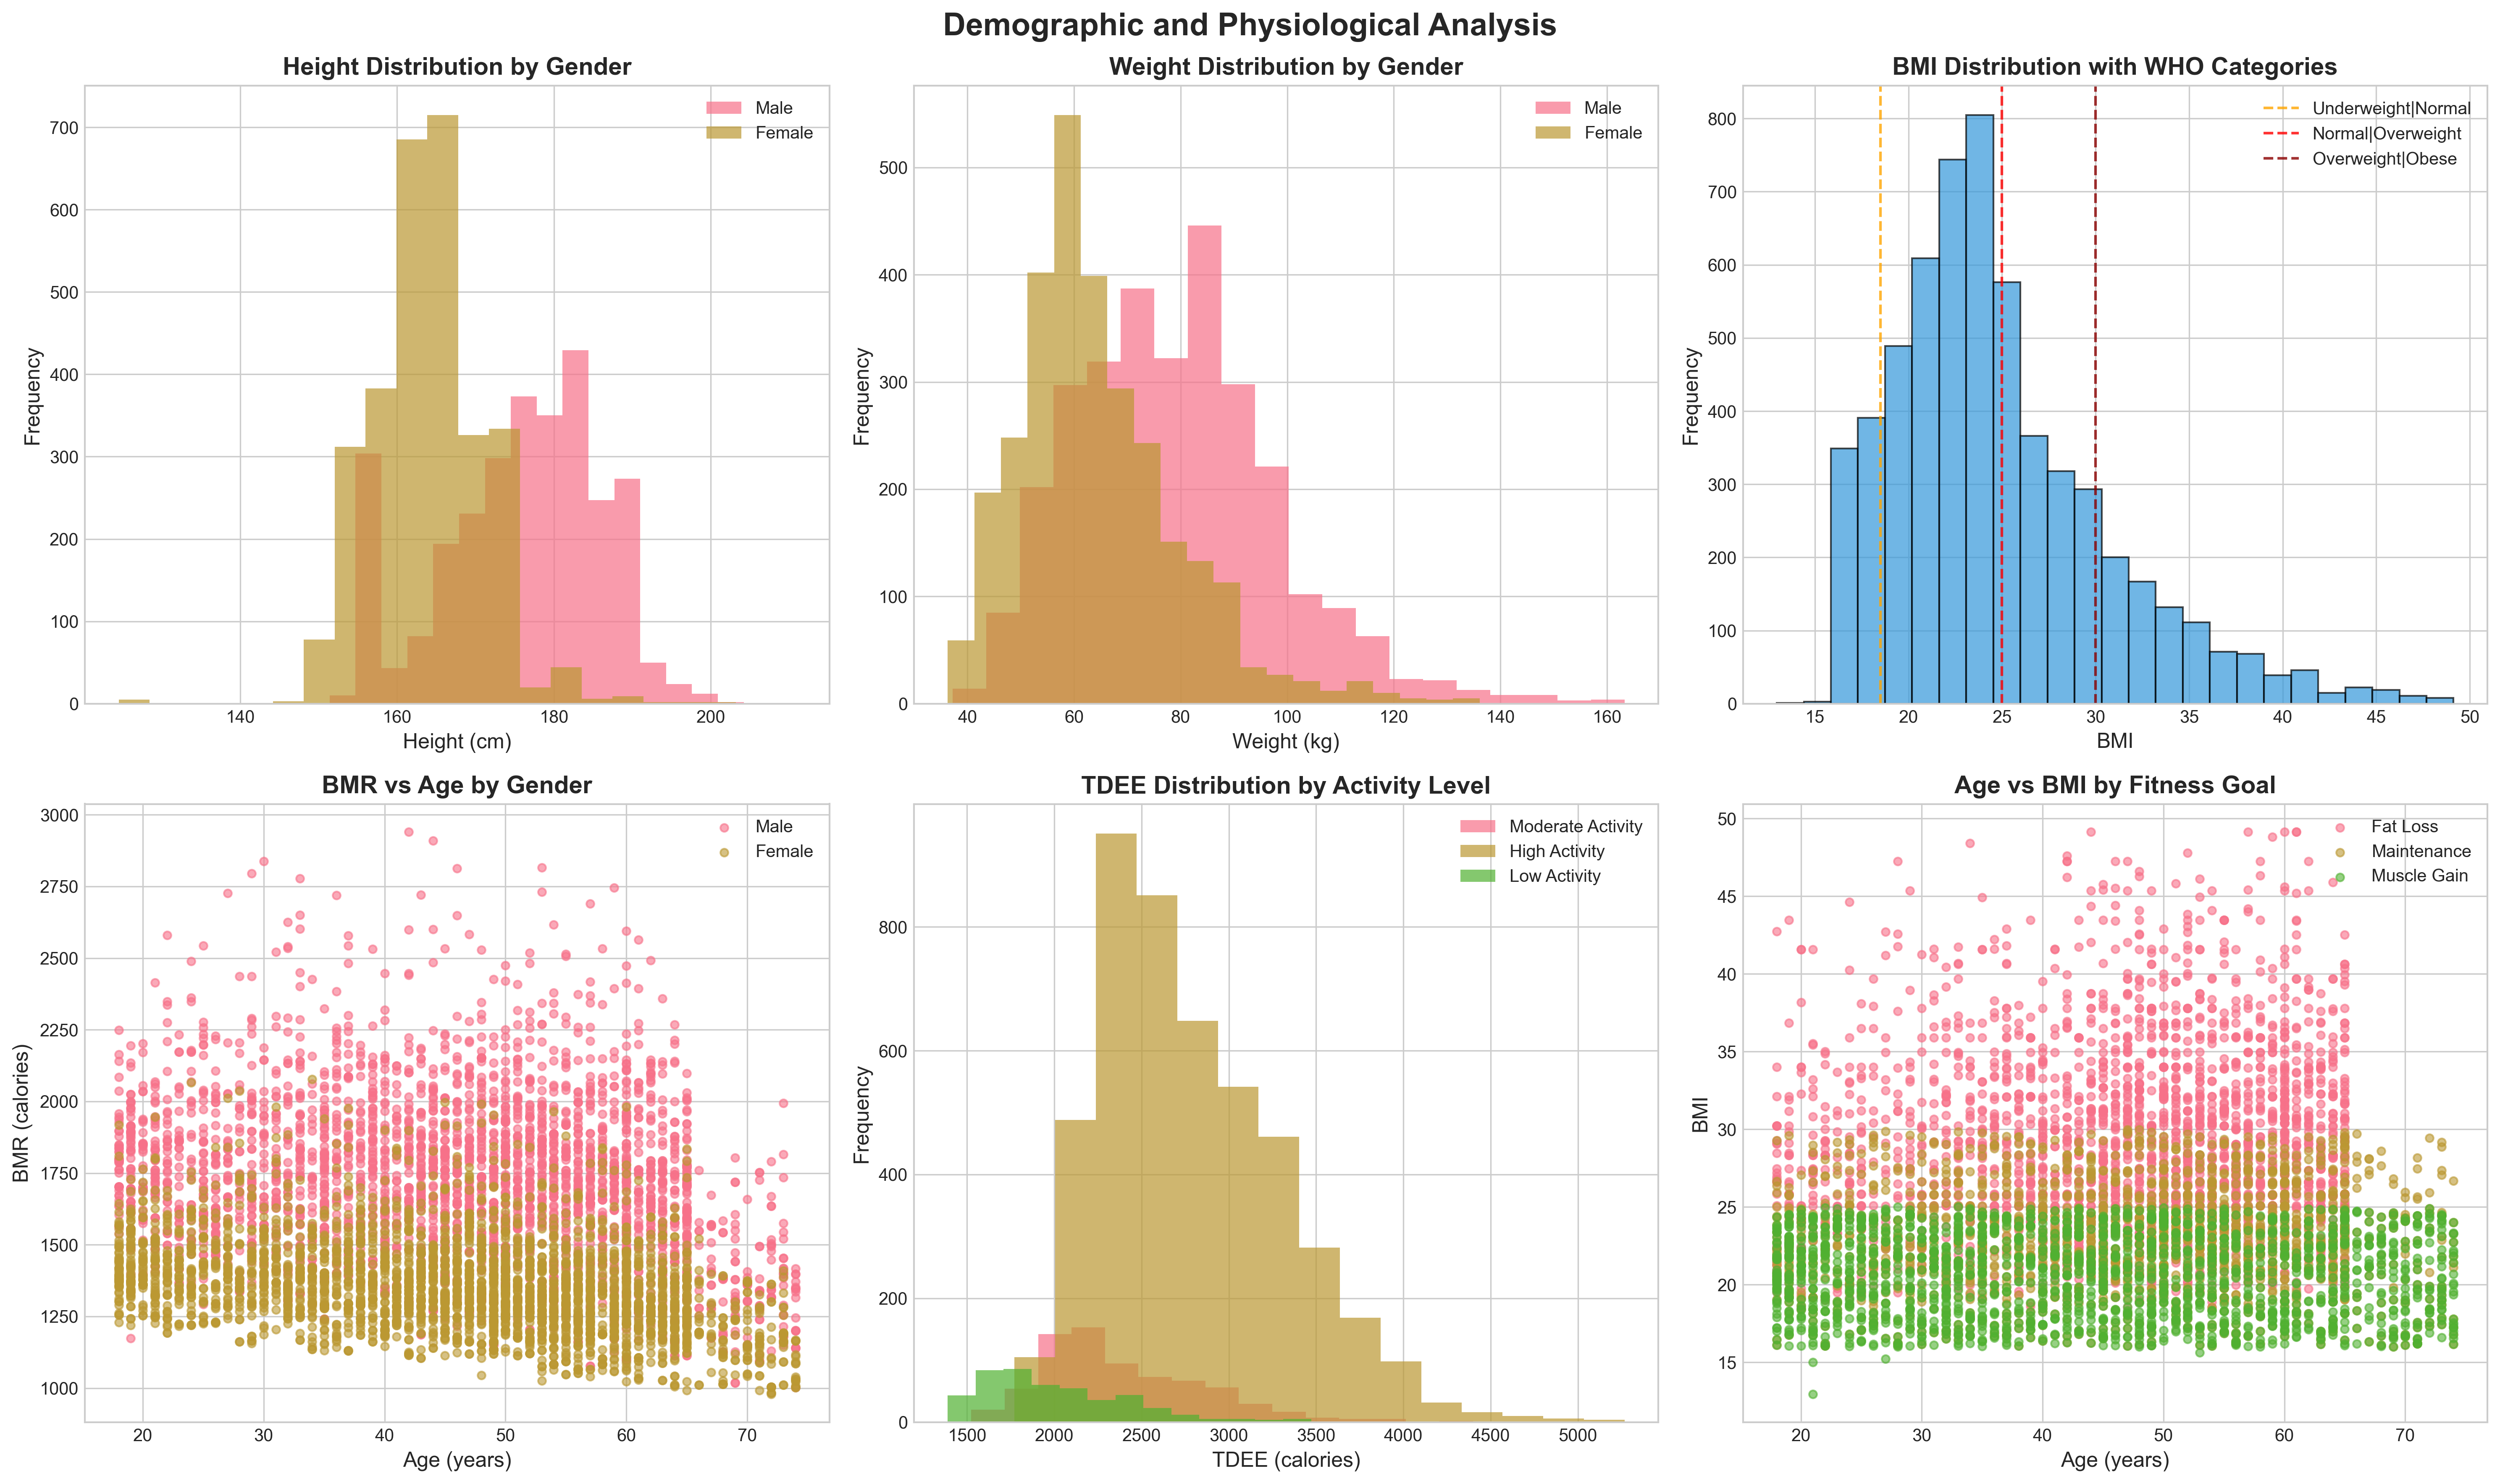 Demographic and Physiological Analysis
Height Distribution by Gender
Male
Female
700
600
500
400
300
200
100
0
140 160 180 200
Frequency
Height (cm)
Weight Distribution by Gender
Male
Female
500
400
300
200
100
0
40 60 80 100 120 140 160
Frequency
Weight (kg)
BMI Distribution with WHO Categories
Underweight|Normal
Normal|Overweight
Overweight|Obese
800
700
600
500
400
300
200
100
0
15 20 25 30 35 40 45 50
Frequency
BMI
BMR vs Age by Gender
Male
Female
3000
2750
2500
2250
2000
1750
1500
1250
1000
20 30 40 50 60 70
BMR (calories)
Age (years)
TDEE Distribution by Activity Level
Moderate Activity
High Activity
Low Activity
800
600
400
200
0
1500 2000 2500 3000 3500 4000 4500 5000
Frequency
TDEE (calories)
Age vs BMI by Fitness Goal
Fat Loss
Maintenance
Muscle Gain
50
45
40
35
30
25
20
15
20 30 40 50 60 70
BMI
Age (years)